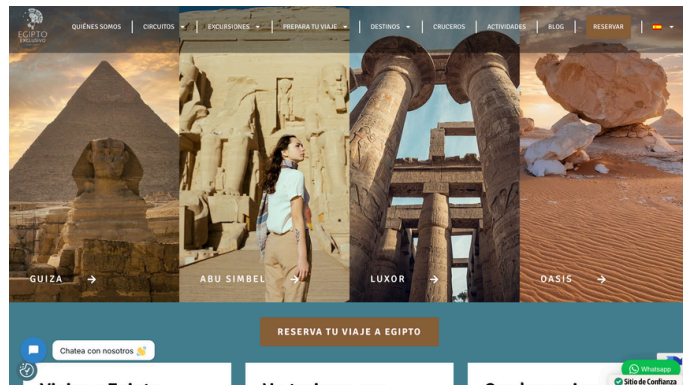 EGIPTO
EXCLUSIVO
QUIÉNES SOMOS
CIRCUITOS
EXCURSIONES
PREPARA TU VIAJE
DESTINOS
CRUCEROS
ACTIVIDADES
BLOG
RESERVAR
GUIZA
ABU SIMBEL
LUXOR
OASIS
RESERVA TU VIAJE A EGIPTO
Chatea con nosotros 👋
Whatsapp
Sitio de Confianza